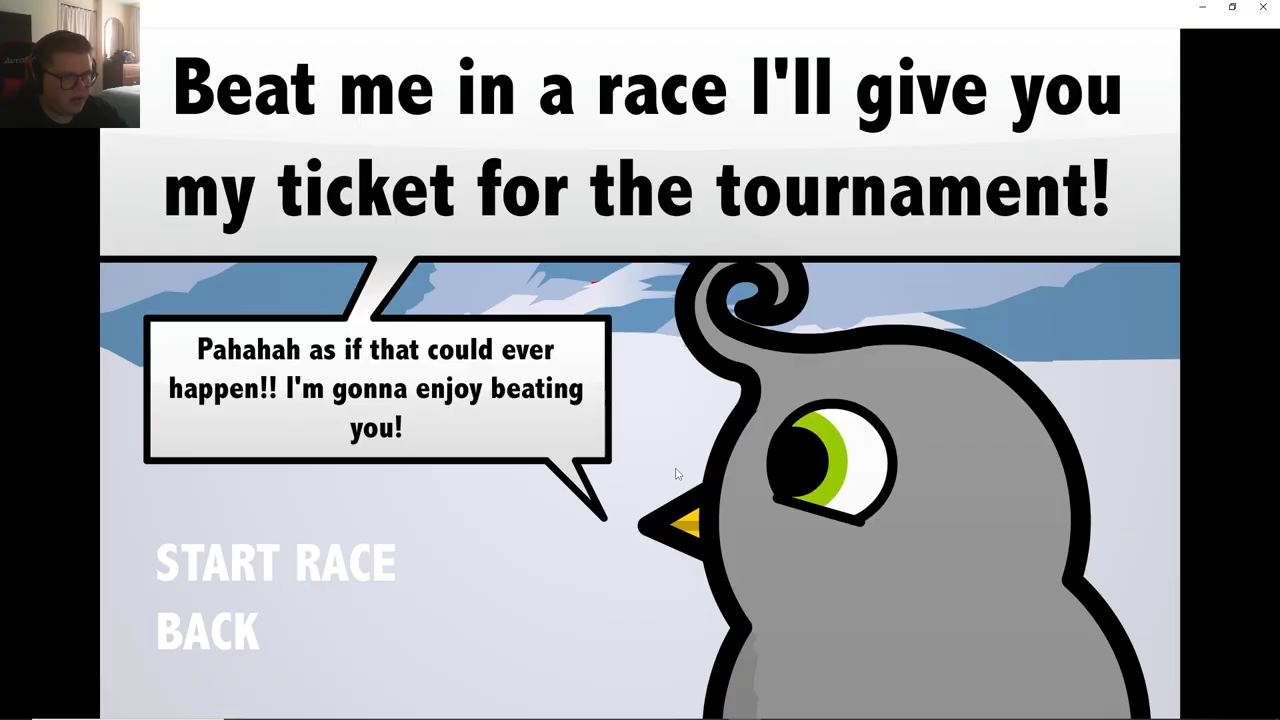 Beat me in a race I'll give you
my ticket for the tournament!
Pahahah as if that could ever
happen!! I'm gonna enjoy beating
you!
START RACE
BACK